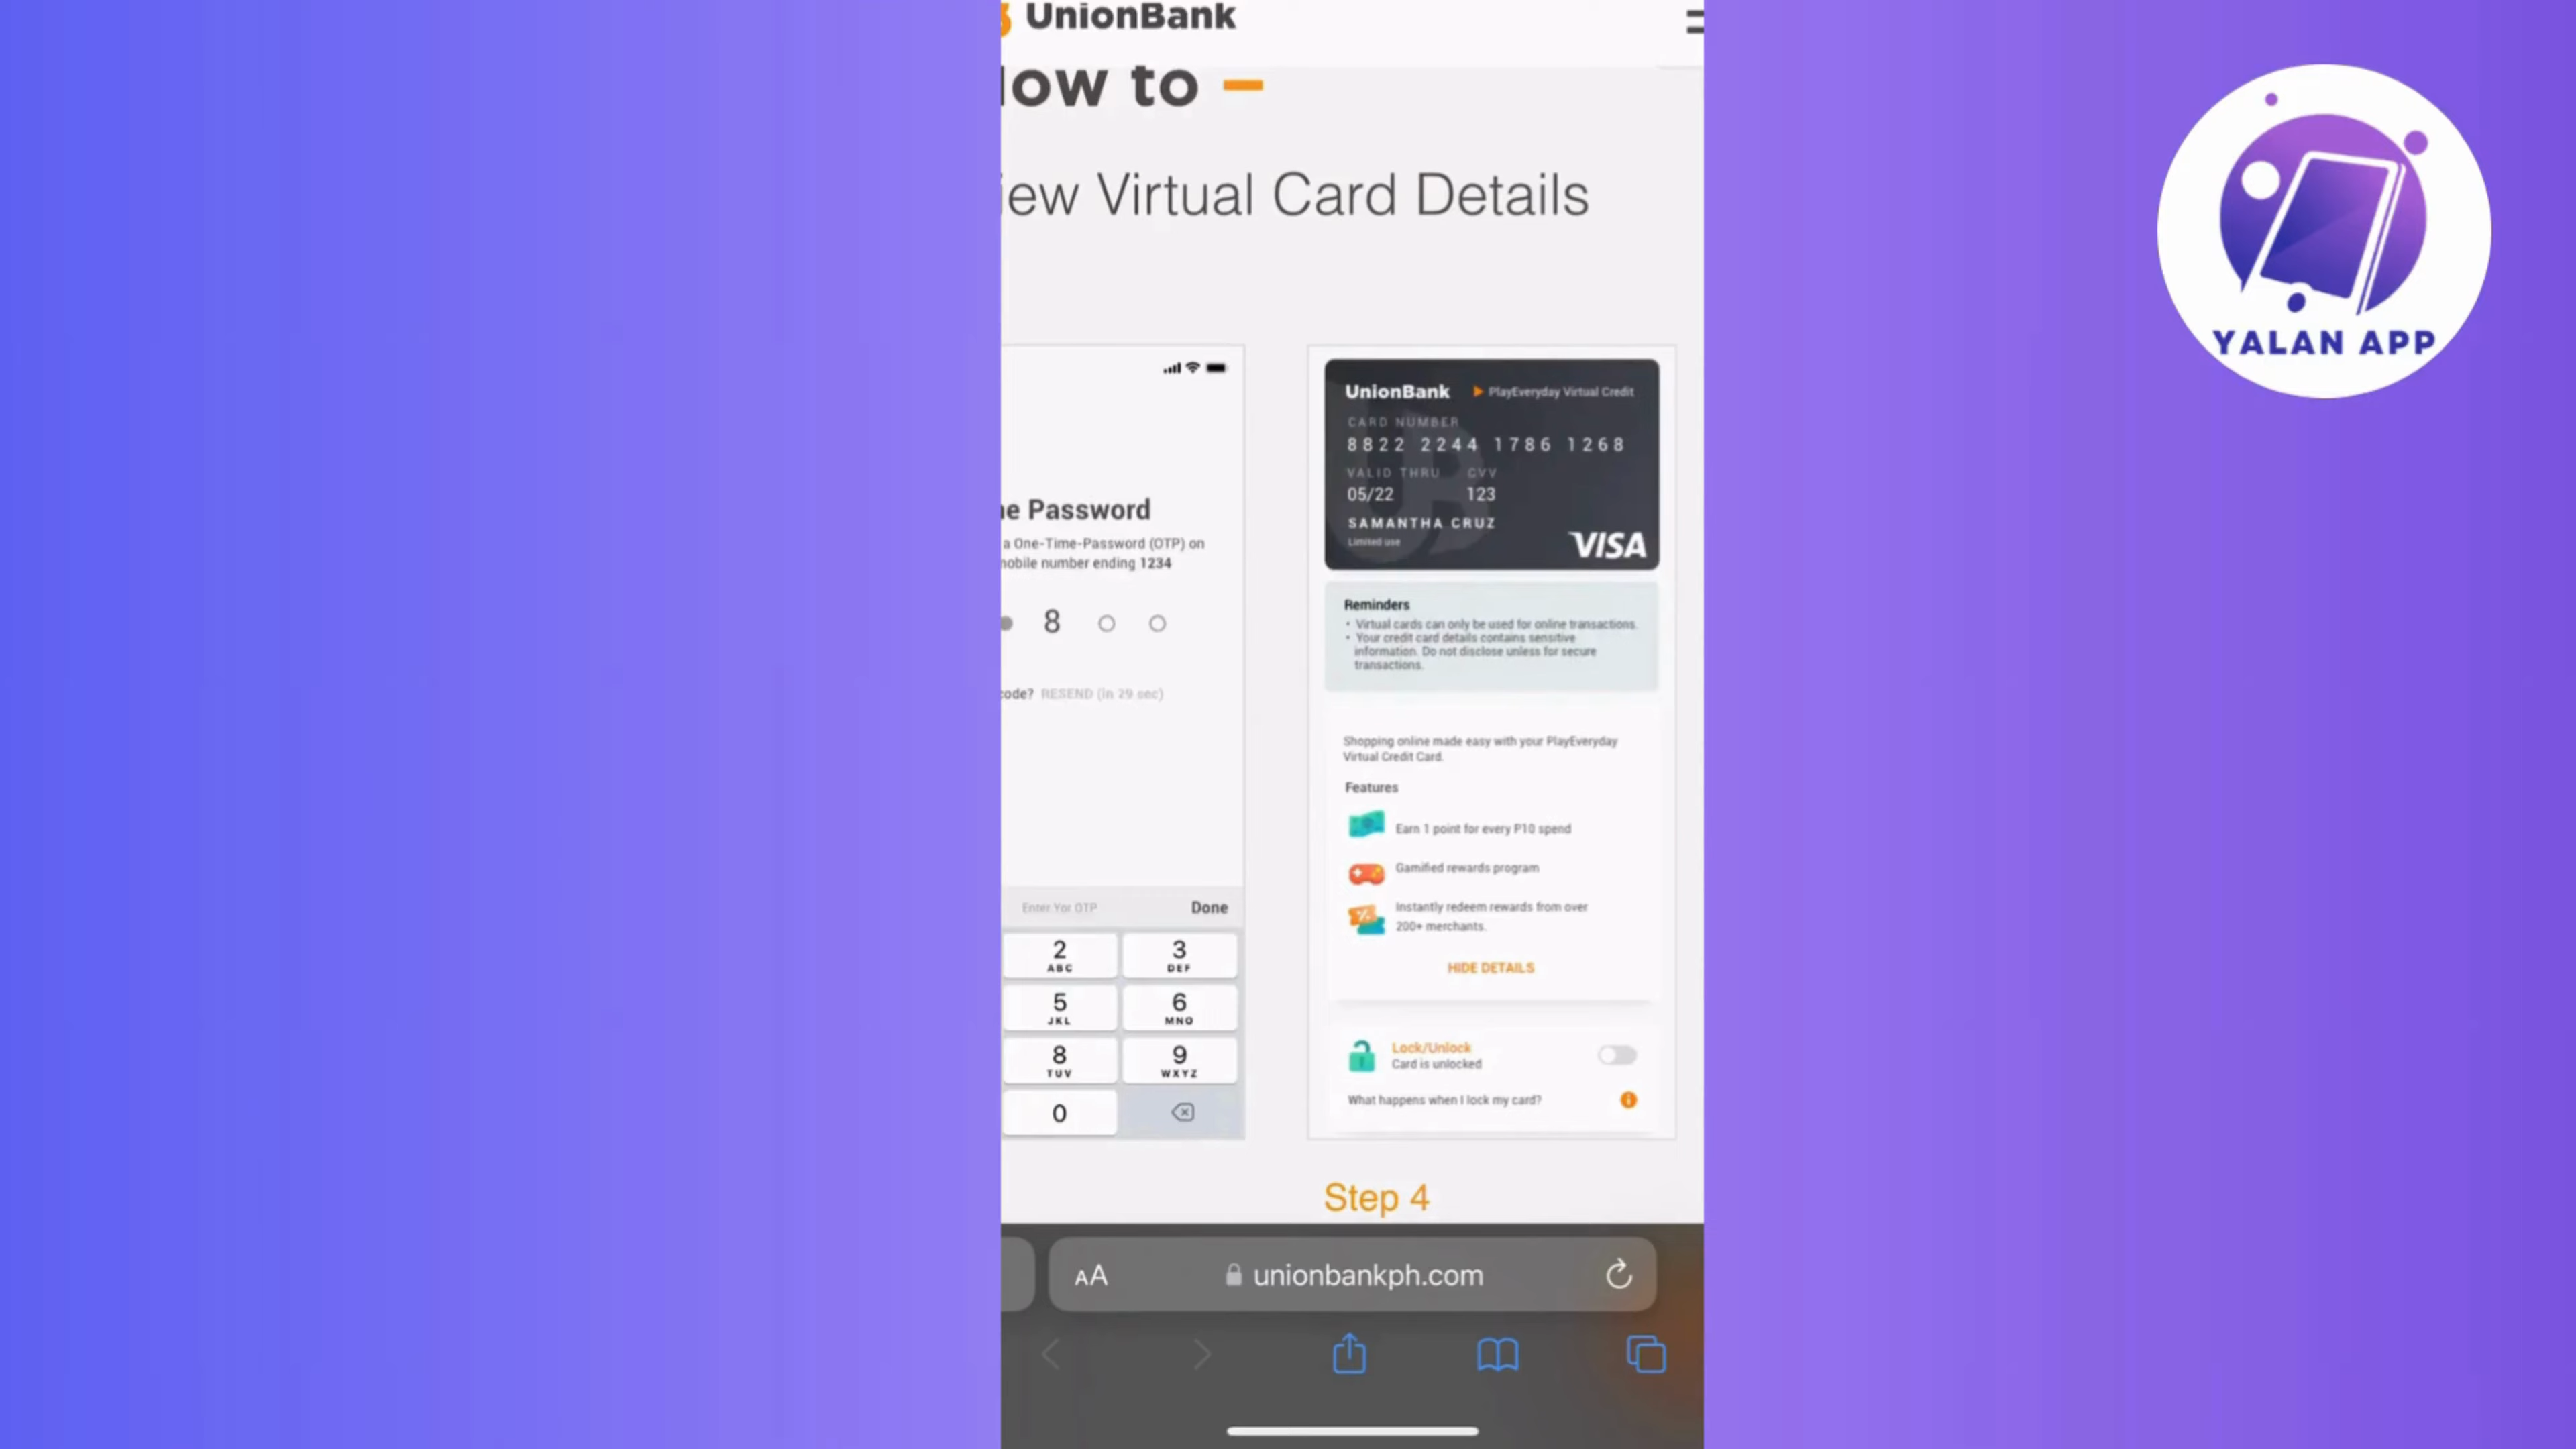 UnionBank
ow to –
iew Virtual Card Details
YALAN APP
e Password
a One-Time-Password (OTP) on
mobile number ending 1234
8
code? RESEND (in 29 sec)
Enter Yor OTP Done
2 3
ABC DEF
5 6
JKL MNO
8 9
TUV WXYZ
0
UnionBank PlayEveryday Virtual Credit
CARD NUMBER
8822 2244 1786 1268
VALID THRU CVV
05/22 123
SAMANTHA CRUZ
Limited use
VISA
Reminders
• Virtual cards can only be used for online transactions.
• Your credit card details contains sensitive
information. Do not disclose unless for secure
transactions.
Shopping online made easy with your PlayEveryday
Virtual Credit Card.
Features
Earn 1 point for every P10 spend
Gamified rewards program
Instantly redeem rewards from over
200+ merchants.
HIDE DETAILS
Lock/Unlock
Card is unlocked
What happens when I lock my card?
Step 4
AA unionbankph.com